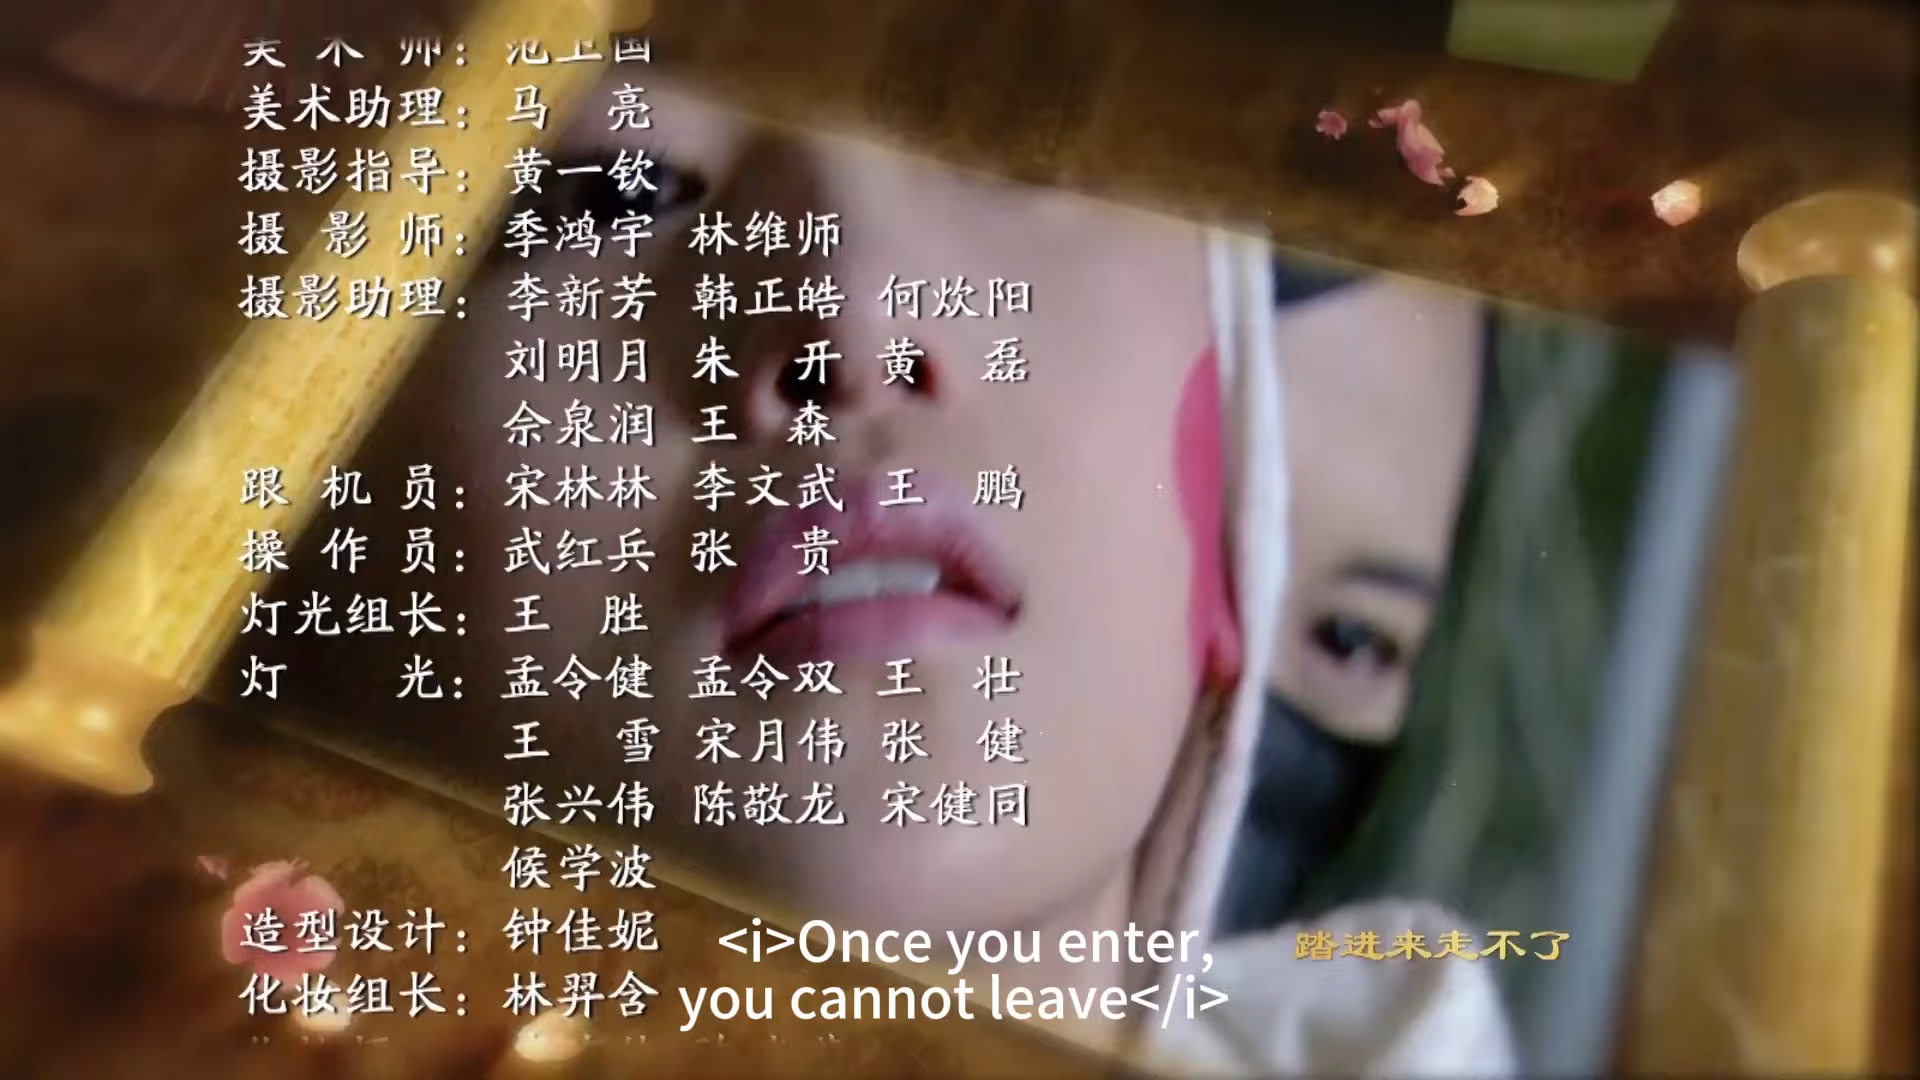 美术师：范卫国
美术助理：马亮
摄影指导：黄一钦
摄影师：季鸿宇 林维师
摄影助理：李新芳 韩正皓 何炊阳
刘明月 朱开 黄磊
佘泉润 王森
跟机员：宋林林 李文武 王鹏
操作员：武红兵 张贵
灯光组长：王胜
灯光：孟令健 孟令双 王壮
王雪 宋月伟 张健
张兴伟 陈敬龙 宋健同
候学波
造型设计：钟佳妮
化妆组长：林羿含
<i>Once you enter,
you cannot leave</i>
踏进来走不了